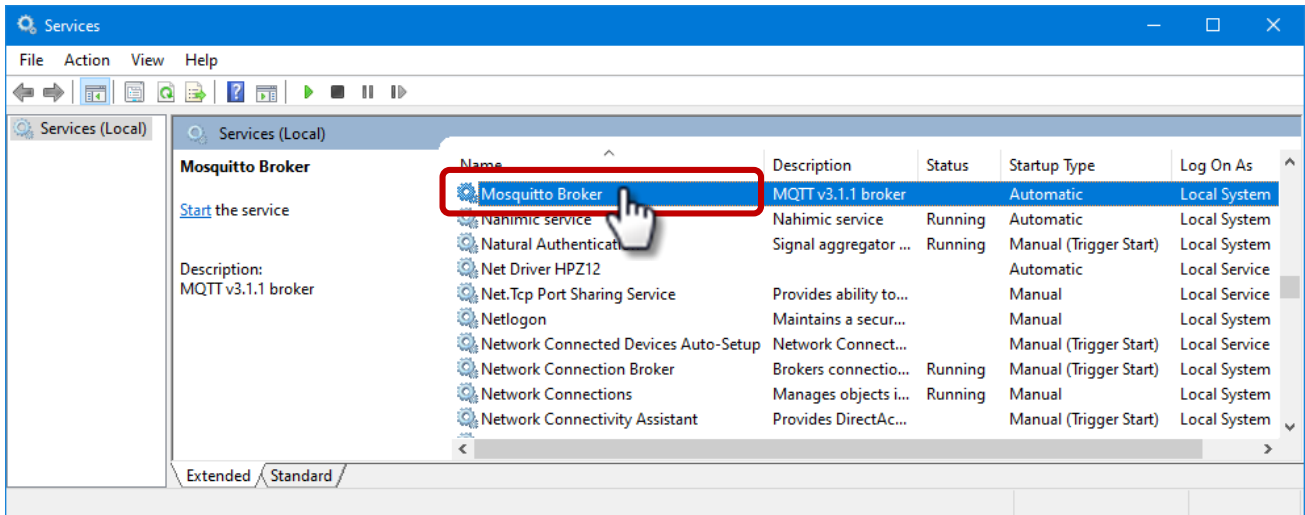 Services
File Action View Help
Services (Local)
Services (Local)
Mosquitto Broker
Start the service
Description:
MQTT v3.1.1 broker
Name Description Status Startup Type Log On As
Mosquitto Broker MQTT v3.1.1 broker Automatic Local System
Nahimic service Nahimic service Running Automatic Local System
Natural Authenticati Signal aggregator ... Running Manual (Trigger Start) Local System
Net Driver HPZ12 Automatic Local Service
Net.Tcp Port Sharing Service Provides ability to... Manual Local Service
Netlogon Maintains a secur... Manual Local System
Network Connected Devices Auto-Setup Network Connect... Manual (Trigger Start) Local Service
Network Connection Broker Brokers connectio... Running Manual (Trigger Start) Local System
Network Connections Manages objects i... Running Manual Local System
Network Connectivity Assistant Provides DirectAc... Manual (Trigger Start) Local System
Extended Standard